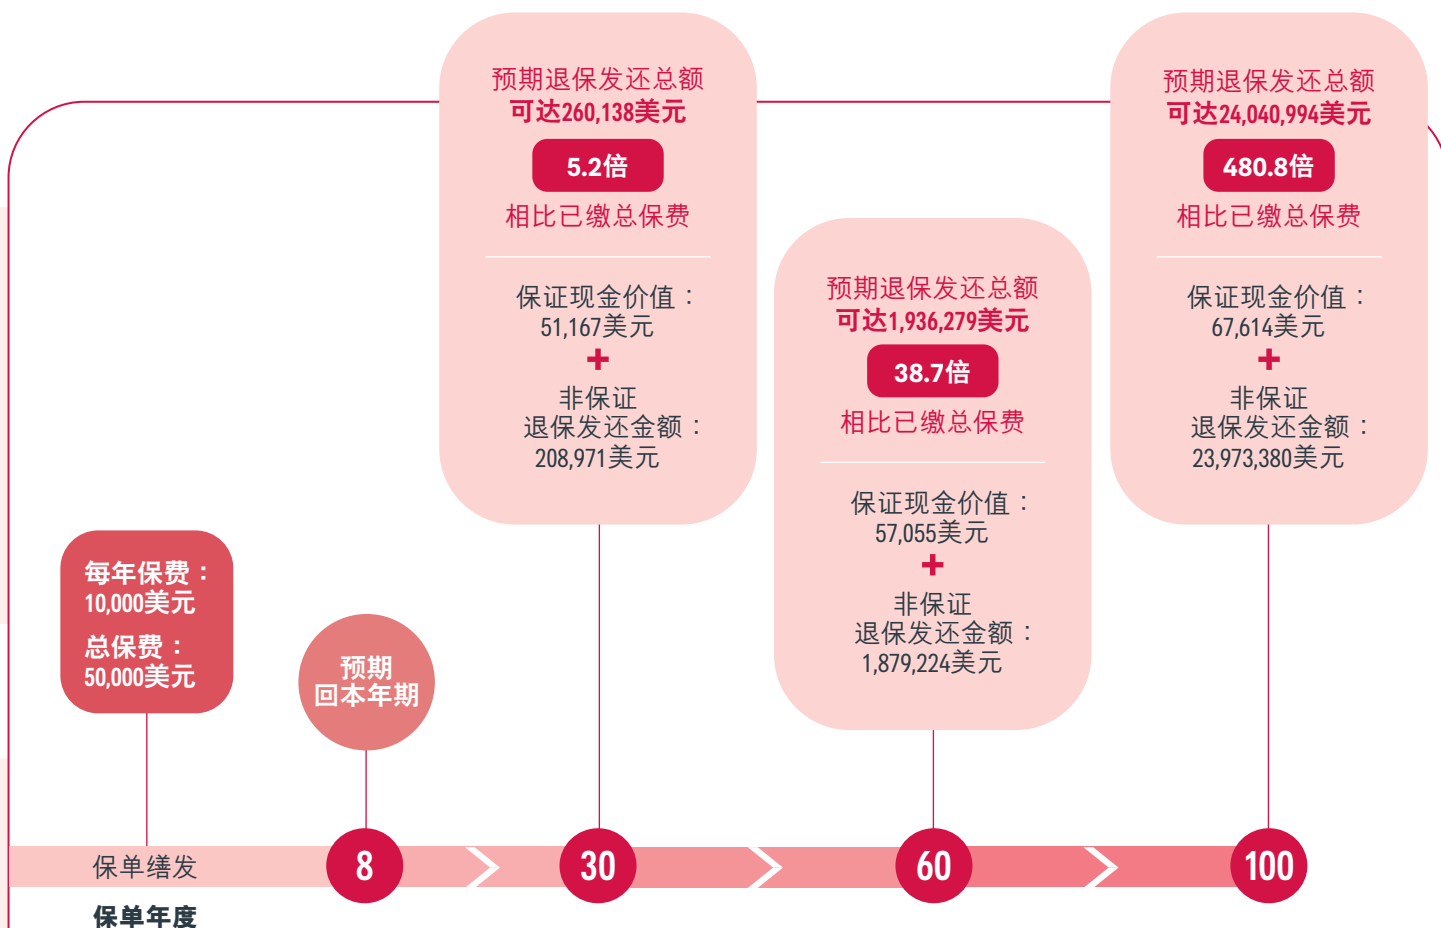 预期退保发还总额
可达260,138美元
5.2倍
相比已缴总保费
保证现金价值：
51,167美元
+
非保证
退保发还金额：
208,971美元
预期退保发还总额
可达1,936,279美元
38.7倍
相比已缴总保费
保证现金价值：
57,055美元
+
非保证
退保发还金额：
1,879,224美元
预期退保发还总额
可达24,040,994美元
480.8倍
相比已缴总保费
保证现金价值：
67,614美元
+
非保证
退保发还金额：
23,973,380美元
每年保费：
10,000美元
总保费：
50,000美元
预期
回本年期
保单缮发
8
30
60
100
保单年度